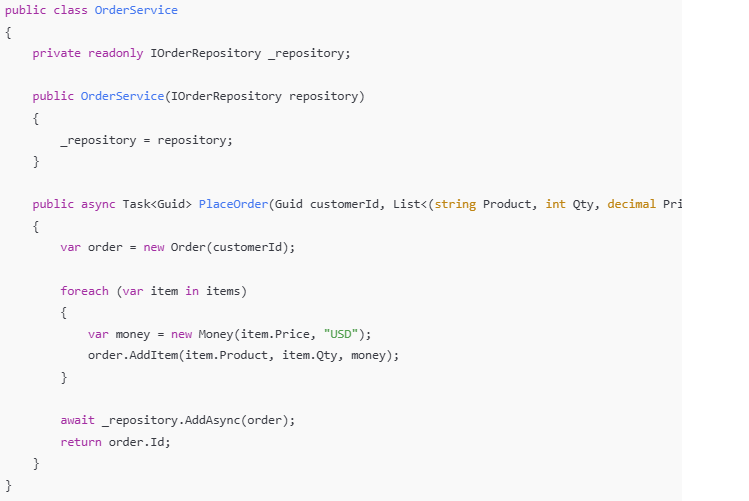 public class OrderService
{
    private readonly IOrderRepository _repository;

    public OrderService(IOrderRepository repository)
    {
        _repository = repository;
    }

    public async Task<Guid> PlaceOrder(Guid customerId, List<(string Product, int Qty, decimal Pri
    {
        var order = new Order(customerId);

        foreach (var item in items)
        {
            var money = new Money(item.Price, "USD");
            order.AddItem(item.Product, item.Qty, money);
        }

        await _repository.AddAsync(order);
        return order.Id;
    }
}